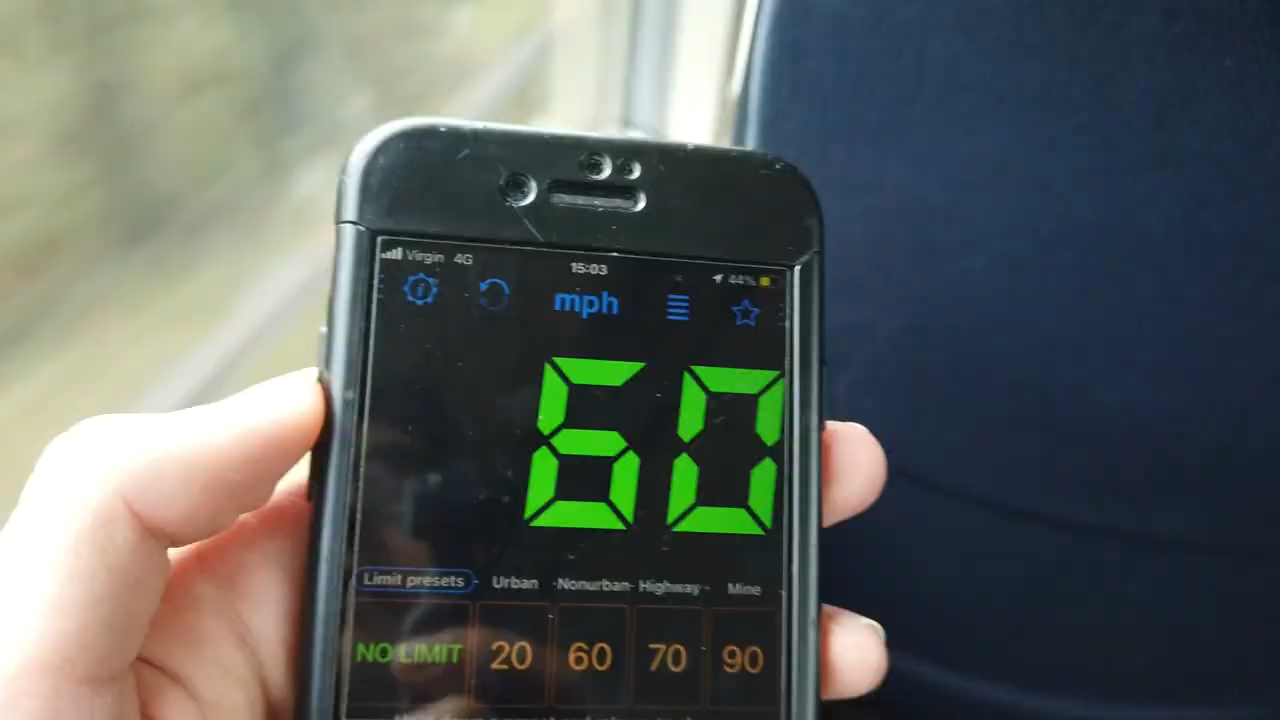 Virgin 4G 15:03 44%
mph
60
Limit presets Urban Nonurban Highway Mine
NO LIMIT 20 60 70 90